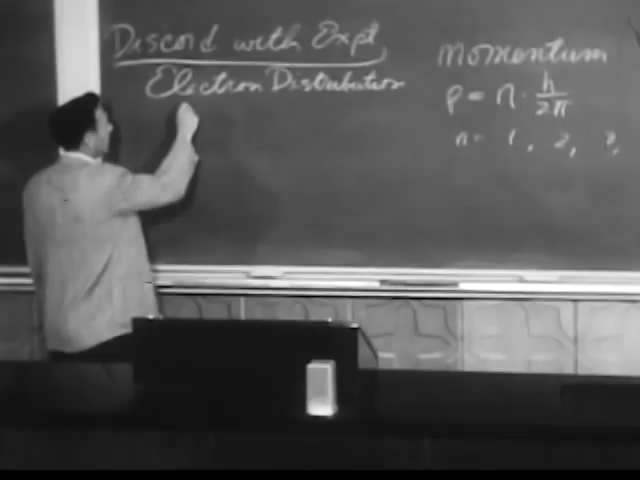 Discord with Expt,
Electron Distribution
Momentum
p = n · h/2π
n = 1, 2, 3,